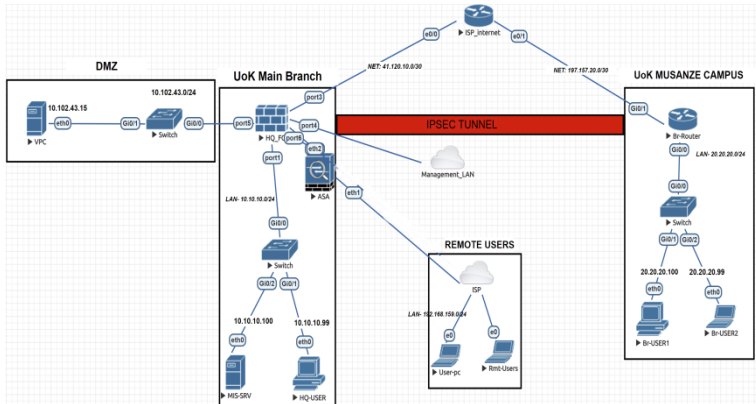 DMZ
10.102.43.0/24
10.102.43.15
eth0
Gi0/1
Gi0/0
VPC
Switch
UoK Main Branch
port3
port5
port4
port6
HQ_FG
eth2
port1
ASA
eth1
LAN- 10.10.10.0/24
Gi0/0
Switch
Gi0/2
Gi0/1
10.10.10.100
10.10.10.99
eth0
eth0
MIS-SRV
HQ-USER
e0/0
e0/1
ISP_internet
NET: 41.120.10.0/30
NET: 197.157.20.0/30
IPSEC TUNNEL
Management_LAN
REMOTE USERS
ISP
e0
e0
User-pc
Rmt-Users
UoK MUSANZE CAMPUS
Gi0/1
Br-Router
Gi0/0
LAN- 20.20.20.0/24
Gi0/0
Switch
Gi0/1
Gi0/2
20.20.20.100
20.20.20.99
eth0
eth0
Br-USER1
Br-USER2